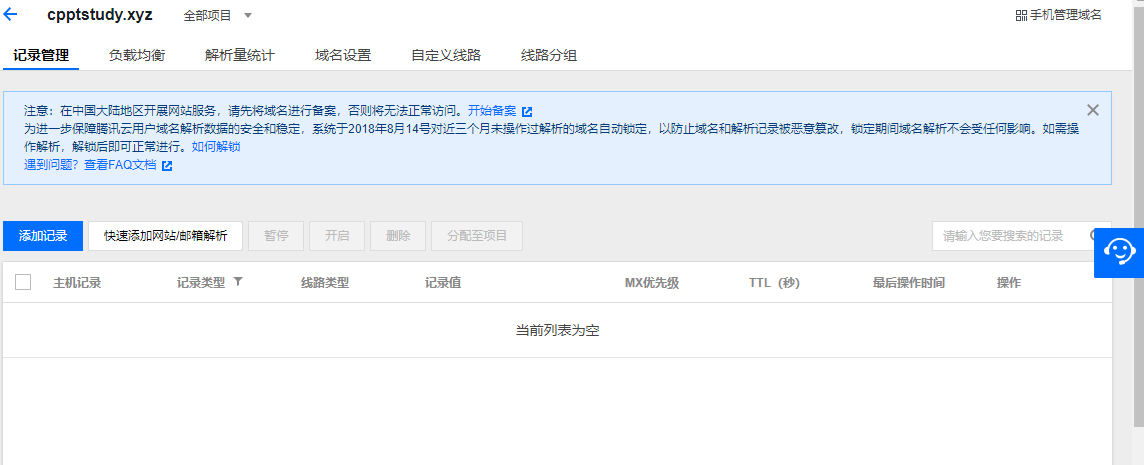 cpptstudy.xyz 全部项目 手机管理域名
记录管理 负载均衡 解析量统计 域名设置 自定义线路 线路分组
注意：在中国大陆地区开展网站服务，请先将域名进行备案，否则将无法正常访问。开始备案
为进一步保障腾讯云用户域名解析数据的安全和稳定，系统于2018年8月14号对近三个月未操作过解析的域名自动锁定，以防止域名和解析记录被恶意篡改，锁定期间域名解析不会受任何影响。如需操
作解析，解锁后即可正常进行。如何解锁
遇到问题？查看FAQ文档
添加记录 快速添加网站/邮箱解析 暂停 开启 删除 分配至项目 请输入您要搜索的记录
主机记录 记录类型 线路类型 记录值 MX优先级 TTL（秒） 最后操作时间 操作
当前列表为空